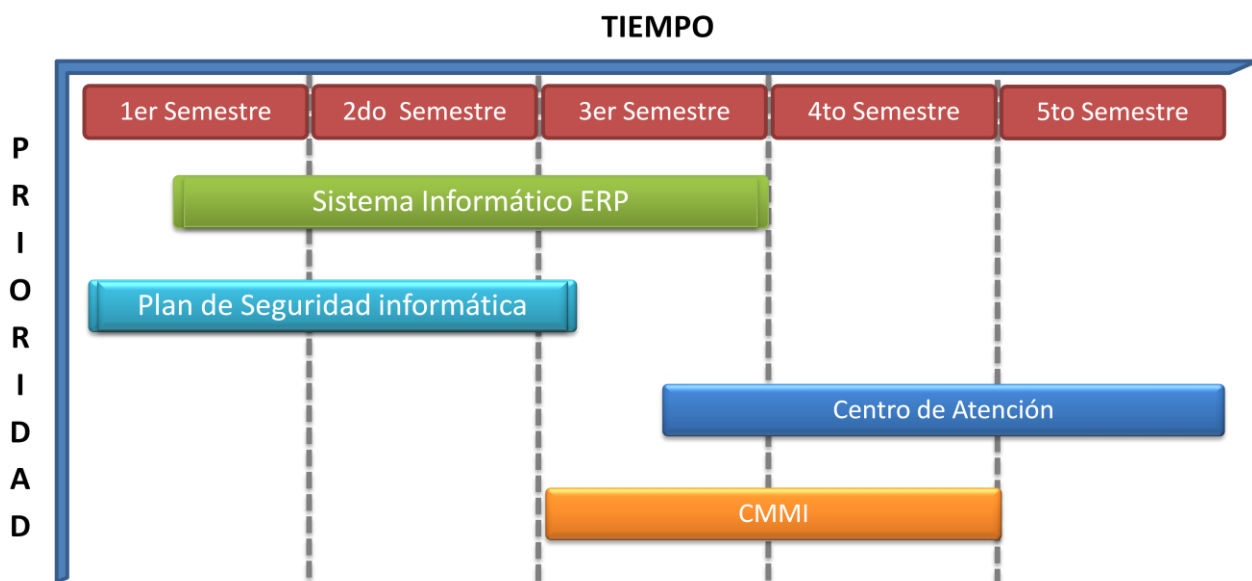 TIEMPO
1er Semestre
2do Semestre
3er Semestre
4to Semestre
5to Semestre
PRIORIDAD
Sistema Informático ERP
Plan de Seguridad informática
Centro de Atención
CMMI